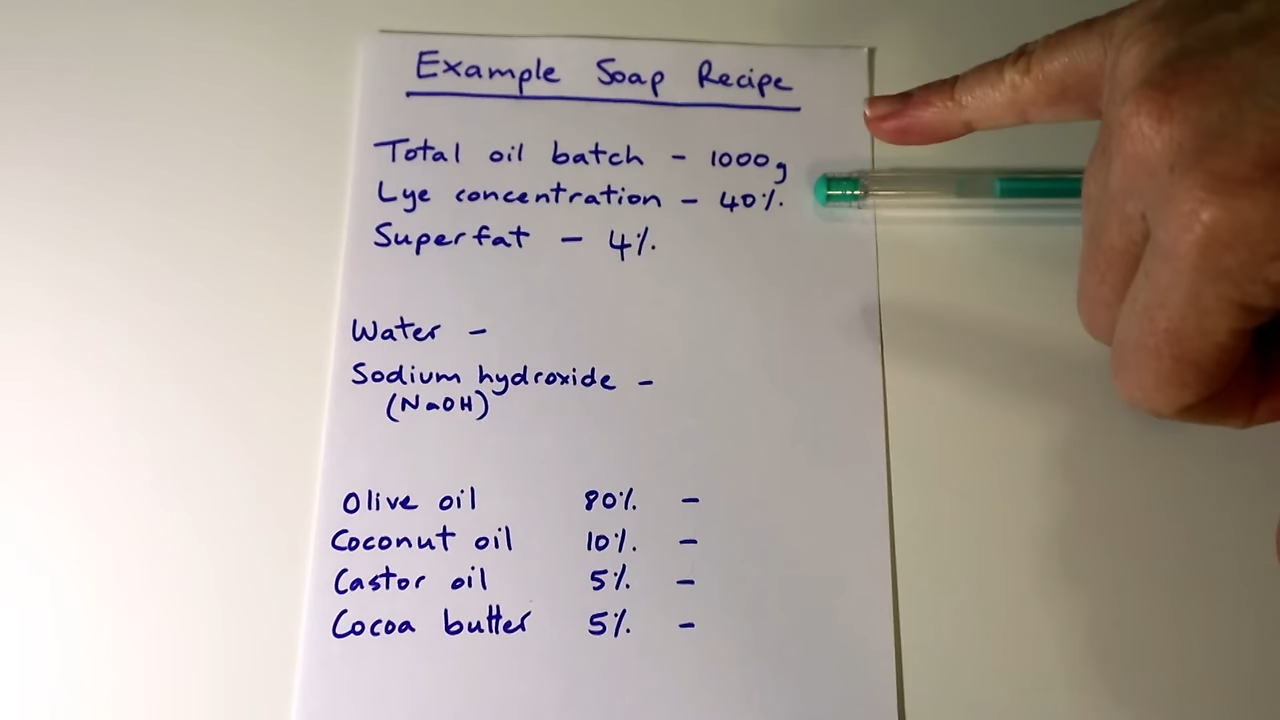 Example Soap Recipe
Total oil batch - 1000g
Lye concentration - 40%.
Superfat - 4%.
Water -
Sodium hydroxide -
(NaOH)
Olive oil 80% -
Coconut oil 10%. -
Castor oil 5%. -
Cocoa butter 5%. -